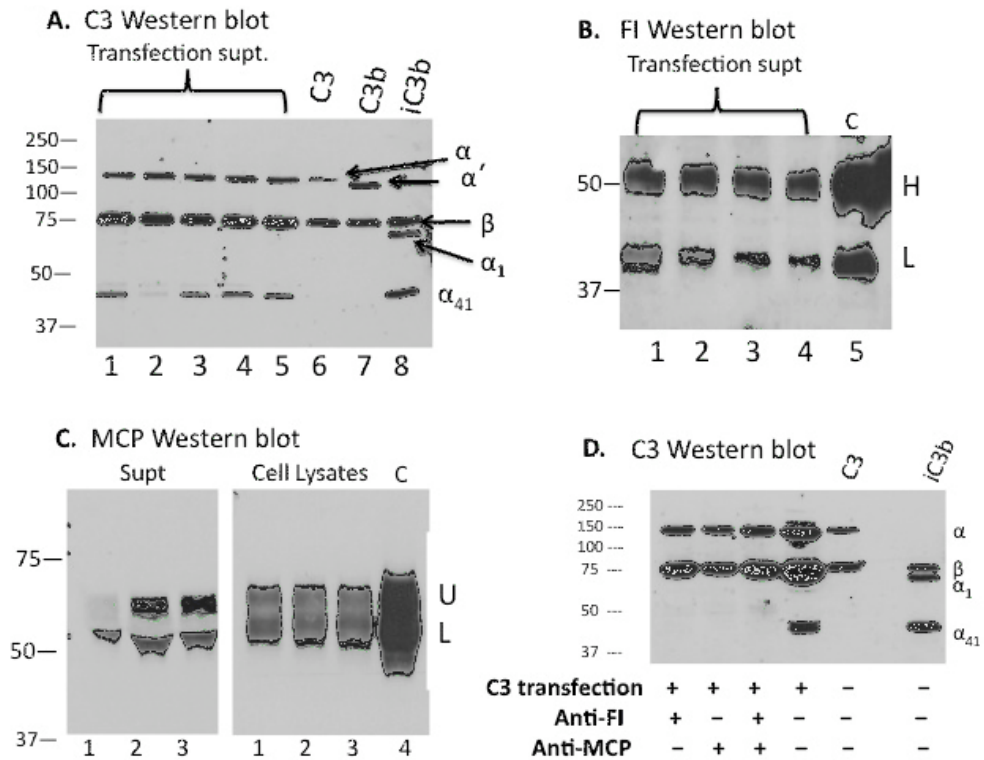 A. C3 Western blot
Transfection supt.
C3 C3b iC3b
250
150
100
75
50
37
α
α′
β
α1
α41
1 2 3 4 5 6 7 8
B. FI Western blot
Transfection supt
C
50
37
H
L
1 2 3 4 5
C. MCP Western blot
Supt Cell Lysates C
75
50
37
U
L
1 2 3 1 2 3 4
D. C3 Western blot
C3 iC3b
250
150
100
75
50
37
α
β
α1
α41
C3 transfection + + + + – –
Anti-FI + – + – – –
Anti-MCP – + + – – –